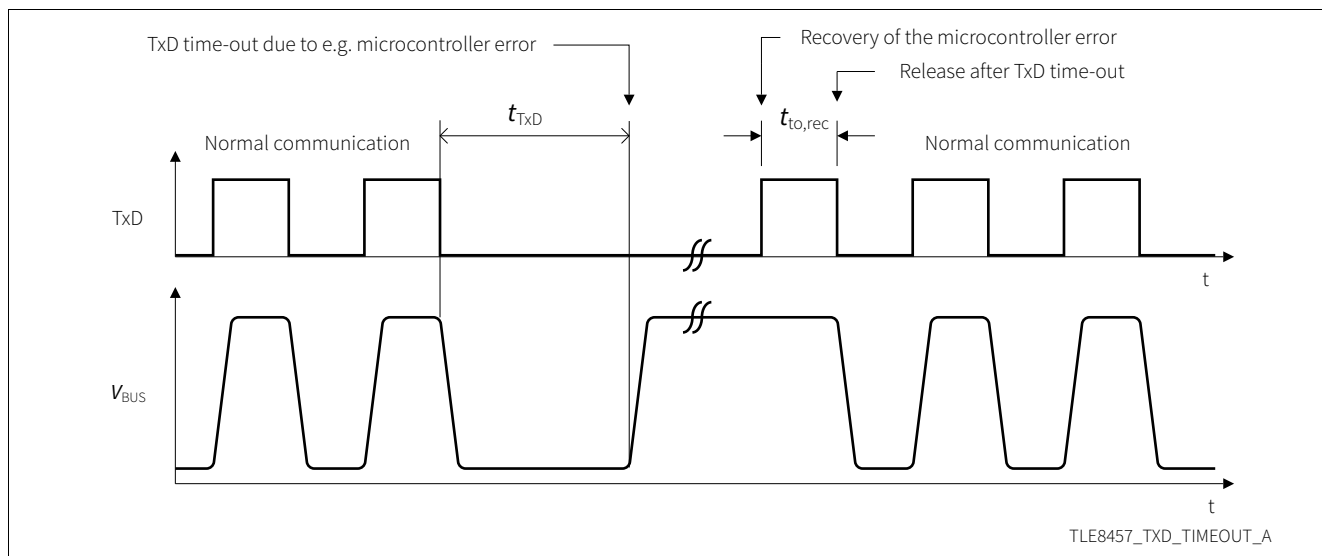 TxD time-out due to e.g. microcontroller error
Recovery of the microcontroller error
Release after TxD time-out
tTxD
tto,rec
Normal communication
Normal communication
TxD
t
VBUS
t
TLE8457_TXD_TIMEOUT_A